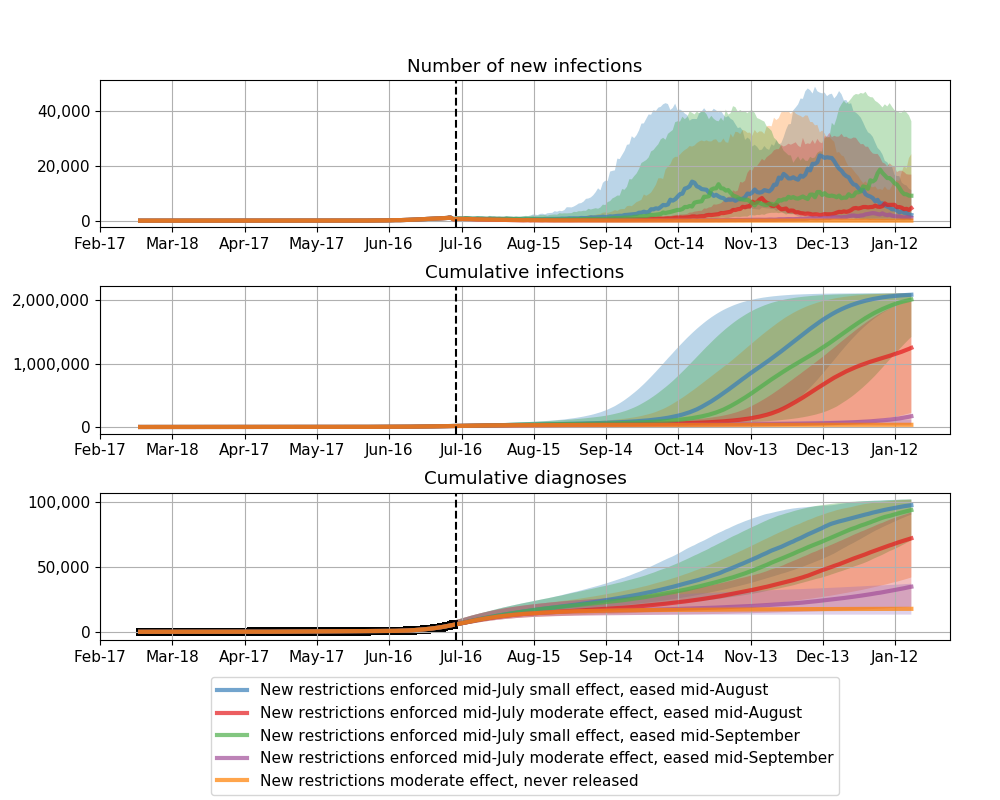 Number of new infections
40,000
20,000
0
Feb-17 Mar-18 Apr-17 May-17 Jun-16 Jul-16 Aug-15 Sep-14 Oct-14 Nov-13 Dec-13 Jan-12
Cumulative infections
2,000,000
1,000,000
0
Feb-17 Mar-18 Apr-17 May-17 Jun-16 Jul-16 Aug-15 Sep-14 Oct-14 Nov-13 Dec-13 Jan-12
Cumulative diagnoses
100,000
50,000
0
Feb-17 Mar-18 Apr-17 May-17 Jun-16 Jul-16 Aug-15 Sep-14 Oct-14 Nov-13 Dec-13 Jan-12
New restrictions enforced mid-July small effect, eased mid-August
New restrictions enforced mid-July moderate effect, eased mid-August
New restrictions enforced mid-July small effect, eased mid-September
New restrictions enforced mid-July moderate effect, eased mid-September
New restrictions moderate effect, never released